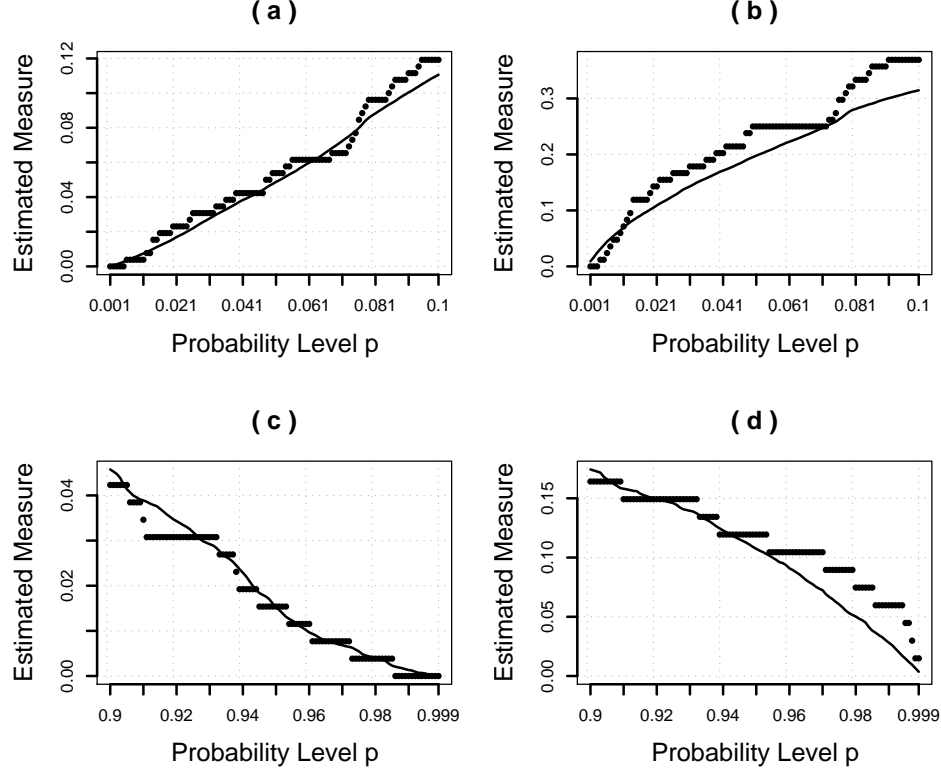 ( a )
Estimated Measure
0.00 0.04 0.08 0.12
0.001 0.021 0.041 0.061 0.081 0.1
Probability Level p
( b )
Estimated Measure
0.0 0.1 0.2 0.3
0.001 0.021 0.041 0.061 0.081 0.1
Probability Level p
( c )
Estimated Measure
0.00 0.02 0.04
0.9 0.92 0.94 0.96 0.98 0.999
Probability Level p
( d )
Estimated Measure
0.00 0.05 0.10 0.15
0.9 0.92 0.94 0.96 0.98 0.999
Probability Level p